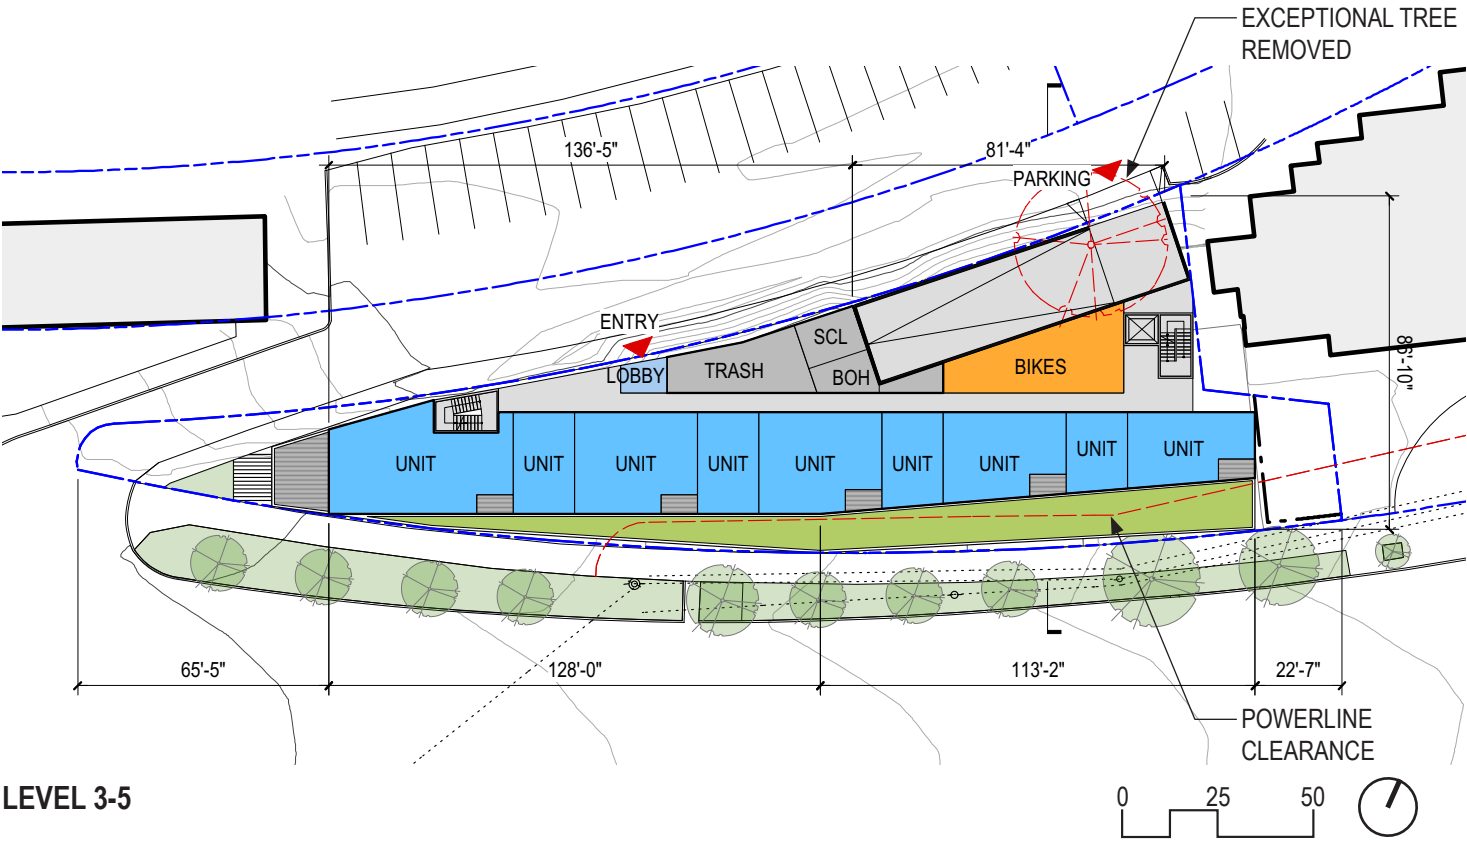 EXCEPTIONAL TREE
REMOVED
136'-5"
81'-4"
PARKING
ENTRY
SCL
LOBBY
TRASH
BOH
BIKES
86'-10"
UNIT
UNIT
UNIT
UNIT
UNIT
UNIT
UNIT
UNIT
UNIT
65'-5"
128'-0"
113'-2"
22'-7"
POWERLINE
CLEARANCE
LEVEL 3-5
0 25 50